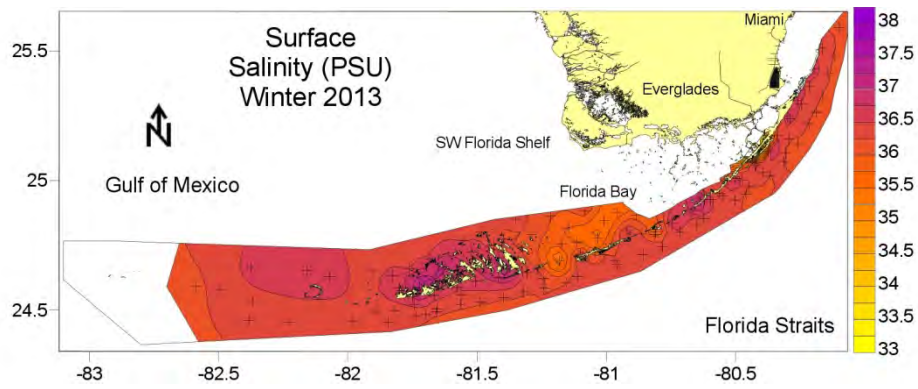 Surface
Salinity (PSU)
Winter 2013
N
Gulf of Mexico
Miami
Everglades
SW Florida Shelf
Florida Bay
Florida Straits
25.5
25
24.5
-83
-82.5
-82
-81.5
-81
-80.5
38
37.5
37
36.5
36
35.5
35
34.5
34
33.5
33